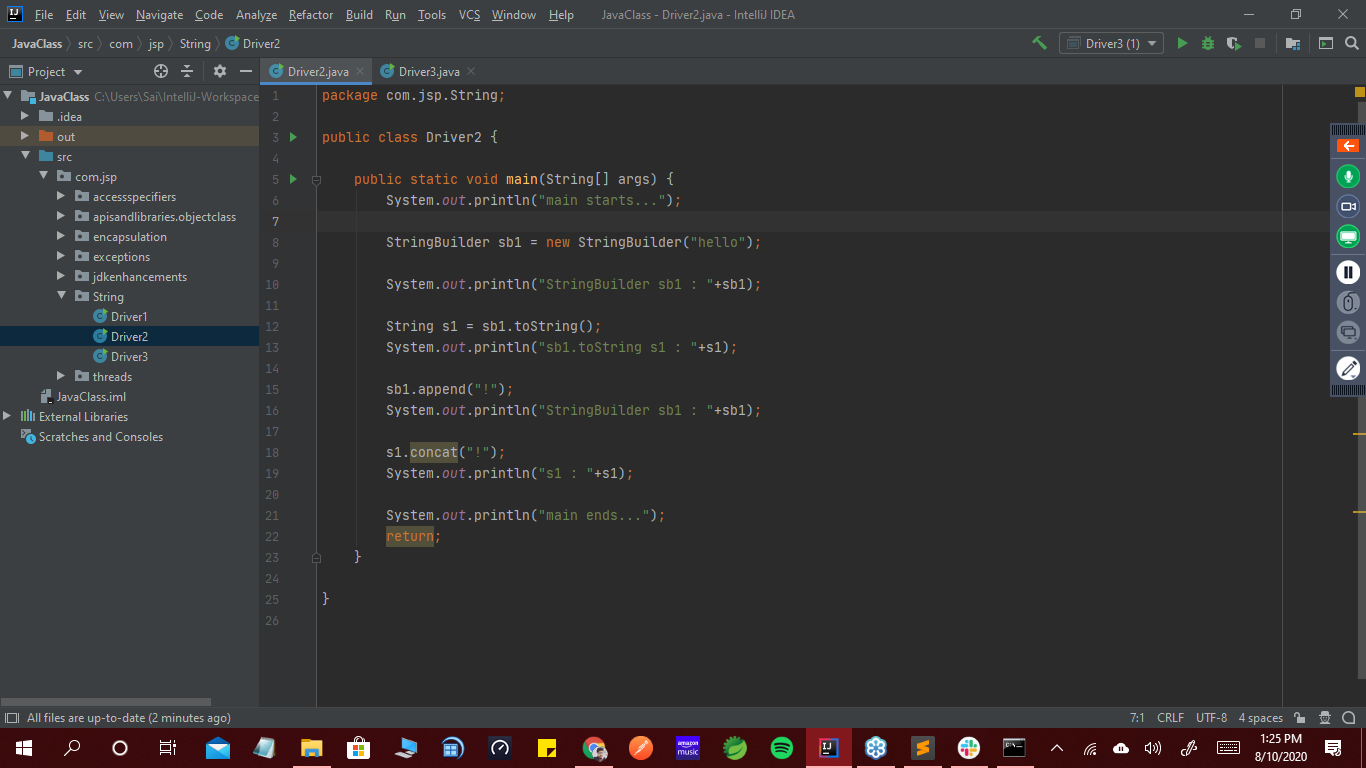 File Edit View Navigate Code Analyze Refactor Build Run Tools VCS Window Help JavaClass - Driver2.java - IntelliJ IDEA
JavaClass src com jsp String Driver2 Driver3 (1)
Project Driver2.java Driver3.java
JavaClass C:\Users\Sai\IntelliJ-Workspace
.idea
out
src
com.jsp
accessspecifiers
apisandlibraries.objectclass
encapsulation
exceptions
jdkenhancements
String
Driver1
Driver2
Driver3
threads
JavaClass.iml
External Libraries
Scratches and Consoles
1 package com.jsp.String;
2
3 public class Driver2 {
4
5 public static void main(String[] args) {
6 System.out.println("main starts...");
7
8 StringBuilder sb1 = new StringBuilder("hello");
9
10 System.out.println("StringBuilder sb1 : "+sb1);
11
12 String s1 = sb1.toString();
13 System.out.println("sb1.toString s1 : "+s1);
14
15 sb1.append("!");
16 System.out.println("StringBuilder sb1 : "+sb1);
17
18 s1.concat("!");
19 System.out.println("s1 : "+s1);
20
21 System.out.println("main ends...");
22 return;
23 }
24
25 }
26
All files are up-to-date (2 minutes ago) 7:1 CRLF UTF-8 4 spaces
amazon music
IJ
1:25 PM
8/10/2020